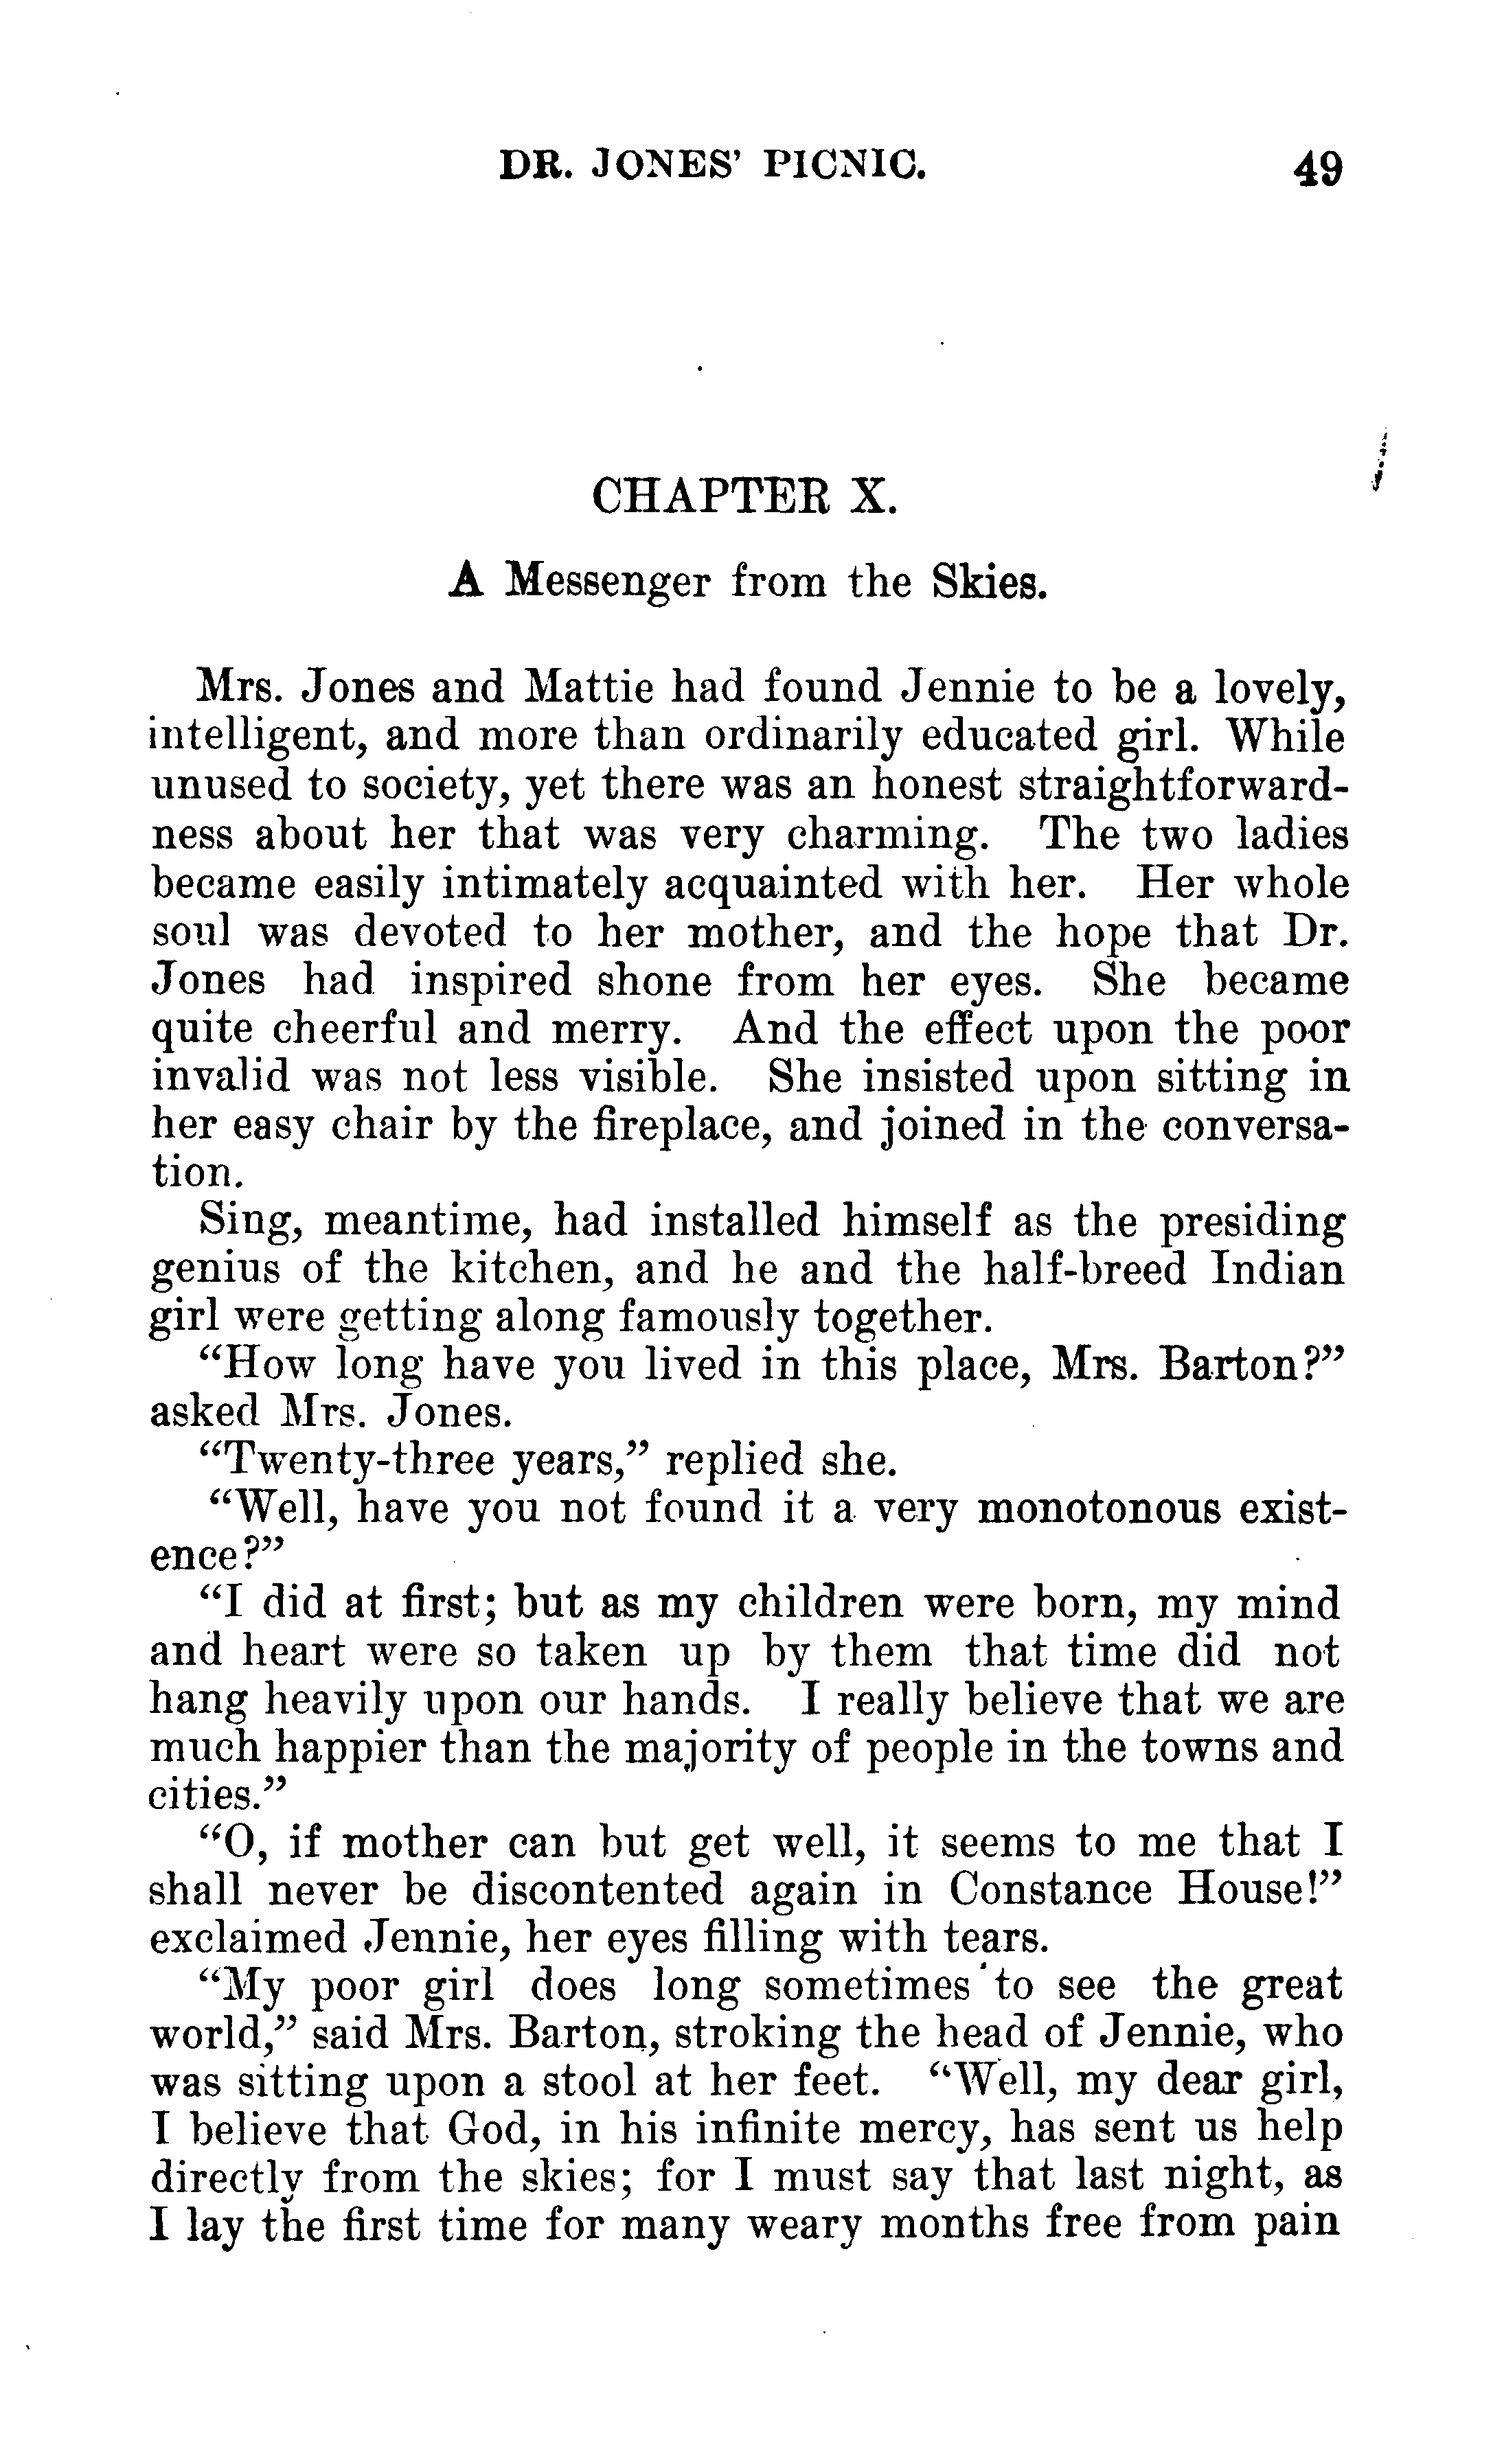 DR. JONES' PICNIC. 49
CHAPTER X.
A Messenger from the Skies.
Mrs. Jones and Mattie had found Jennie to be a lovely,
intelligent, and more than ordinarily educated girl. While
unused to society, yet there was an honest straightforward-
ness about her that was very charming. The two ladies
became easily intimately acquainted with her. Her whole
soul was devoted to her mother, and the hope that Dr.
Jones had inspired shone from her eyes. She became
quite cheerful and merry. And the effect upon the poor
invalid was not less visible. She insisted upon sitting in
her easy chair by the fireplace, and joined in the conversa-
tion.
Sing, meantime, had installed himself as the presiding
genius of the kitchen, and he and the half-breed Indian
girl were getting along famously together.
“How long have you lived in this place, Mrs. Barton?”
asked Mrs. Jones.
“Twenty-three years,” replied she.
“Well, have you not found it a very monotonous exist-
ence?”
“I did at first; but as my children were born, my mind
and heart were so taken up by them that time did not
hang heavily upon our hands. I really believe that we are
much happier than the majority of people in the towns and
cities.”
“O, if mother can but get well, it seems to me that I
shall never be discontented again in Constance House!”
exclaimed Jennie, her eyes filling with tears.
“My poor girl does long sometimes to see the great
world,” said Mrs. Barton, stroking the head of Jennie, who
was sitting upon a stool at her feet. “Well, my dear girl,
I believe that God, in his infinite mercy, has sent us help
directly from the skies; for I must say that last night, as
I lay the first time for many weary months free from pain